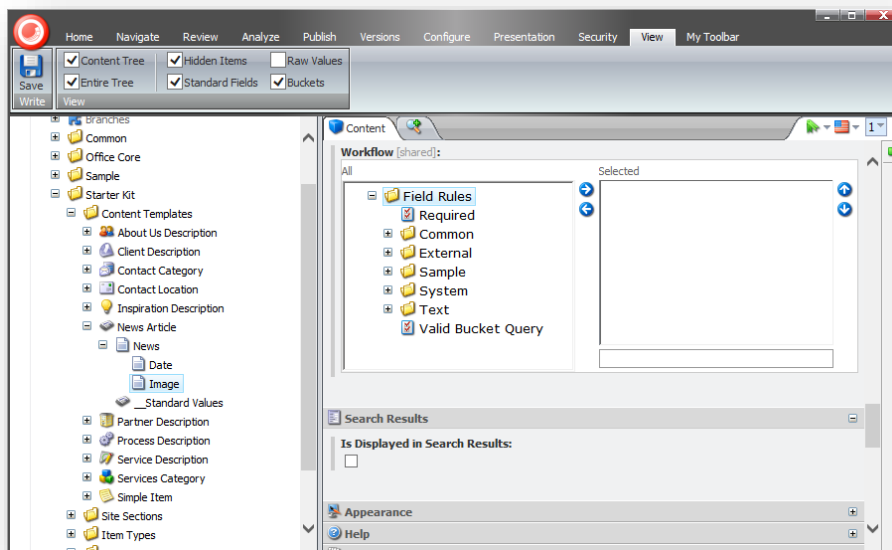 Home Navigate Review Analyze Publish Versions Configure Presentation Security View My Toolbar
Content Tree Hidden Items Raw Values
Entire Tree Standard Fields Buckets
Save
Write View
Branches
Common
Office Core
Sample
Starter Kit
Content Templates
About Us Description
Client Description
Contact Category
Contact Location
Inspiration Description
News Article
News
Date
Image
__Standard Values
Partner Description
Process Description
Service Description
Services Category
Simple Item
Site Sections
Item Types
Content
1
Workflow [shared]:
All Selected
Field Rules
Required
Common
External
Sample
System
Text
Valid Bucket Query
Search Results
Is Displayed in Search Results:
Appearance
Help